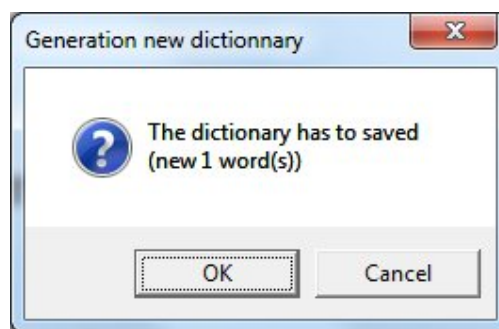 Generation new dictionnary
The dictionary has to saved
(new 1 word(s))
OK
Cancel